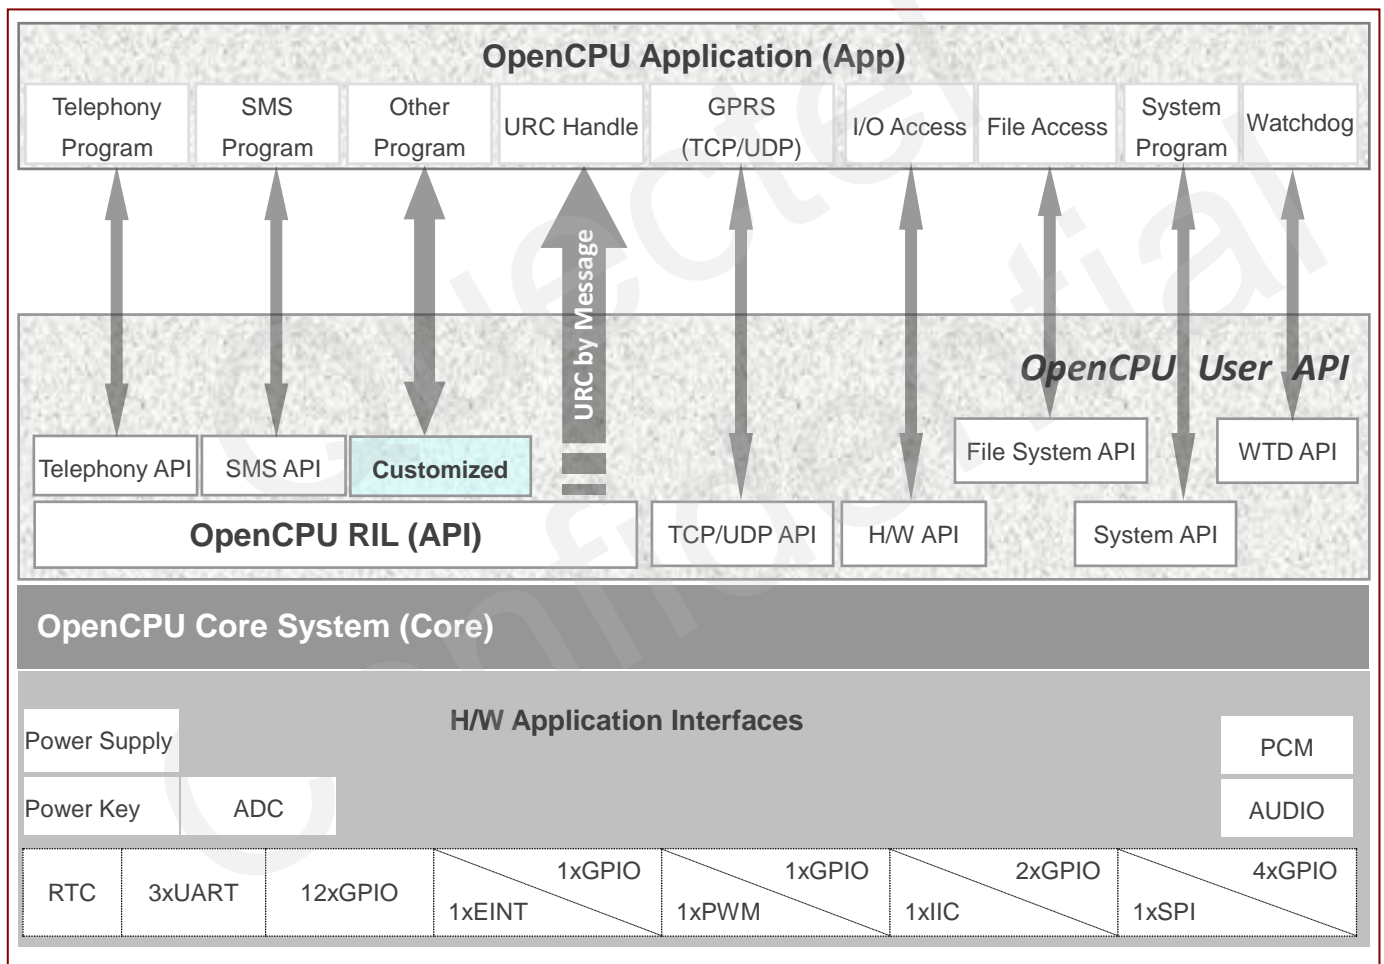 OpenCPU Application (App)
Telephony
Program
SMS
Program
Other
Program
URC Handle
GPRS
(TCP/UDP)
I/O Access
File Access
System
Program
Watchdog
URC by Message
OpenCPU User API
Telephony API
SMS API
Customized
File System API
WTD API
OpenCPU RIL (API)
TCP/UDP API
H/W API
System API
OpenCPU Core System (Core)
H/W Application Interfaces
Power Supply
PCM
Power Key
ADC
AUDIO
RTC
3xUART
12xGPIO
1xGPIO
1xEINT
1xGPIO
1xPWM
2xGPIO
1xIIC
4xGPIO
1xSPI
Quectel
Confidential